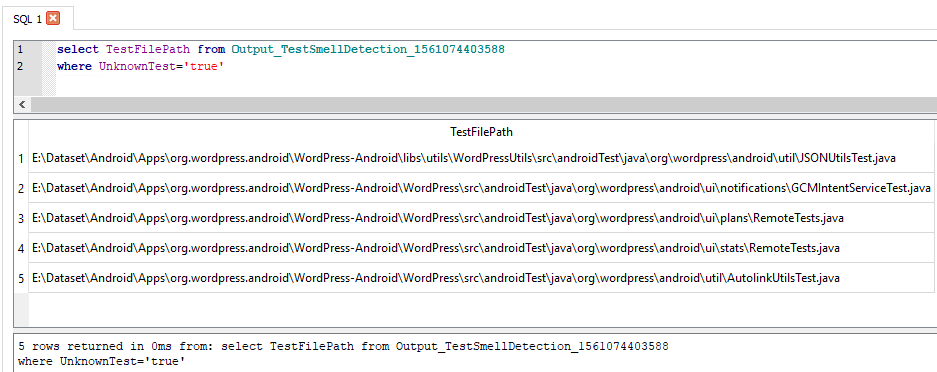 SQL 1
1 select TestFilePath from Output_TestSmellDetection_1561074403588
2 where UnknownTest='true'
TestFilePath
1 E:\Dataset\Android\Apps\org.wordpress.android\WordPress-Android\libs\utils\WordPressUtils\src\androidTest\java\org\wordpress\android\util\JSONUtilsTest.java
2 E:\Dataset\Android\Apps\org.wordpress.android\WordPress-Android\WordPress\src\androidTest\java\org\wordpress\android\ui\notifications\GCMIntentServiceTest.java
3 E:\Dataset\Android\Apps\org.wordpress.android\WordPress-Android\WordPress\src\androidTest\java\org\wordpress\android\ui\plans\RemoteTests.java
4 E:\Dataset\Android\Apps\org.wordpress.android\WordPress-Android\WordPress\src\androidTest\java\org\wordpress\android\ui\stats\RemoteTests.java
5 E:\Dataset\Android\Apps\org.wordpress.android\WordPress-Android\WordPress\src\androidTest\java\org\wordpress\android\util\AutolinkUtilsTest.java
5 rows returned in 0ms from: select TestFilePath from Output_TestSmellDetection_1561074403588
where UnknownTest='true'